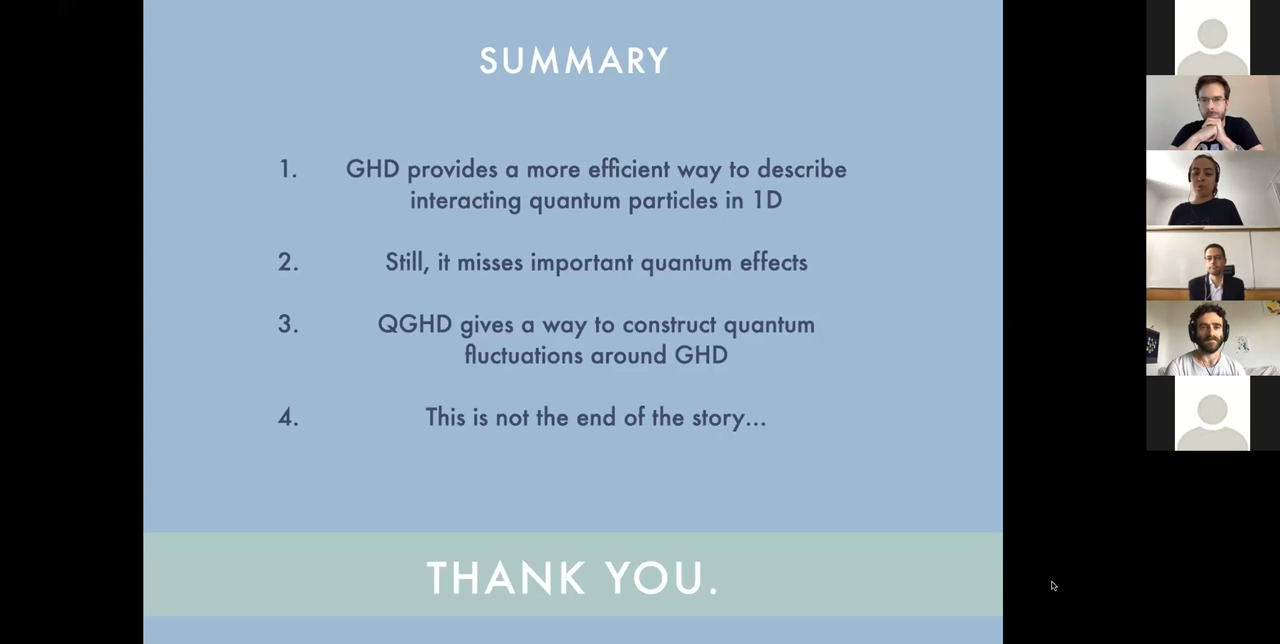 SUMMARY
1. GHD provides a more efficient way to describe
interacting quantum particles in 1D
2. Still, it misses important quantum effects
3. QGHD gives a way to construct quantum
fluctuations around GHD
4. This is not the end of the story...
THANK YOU.